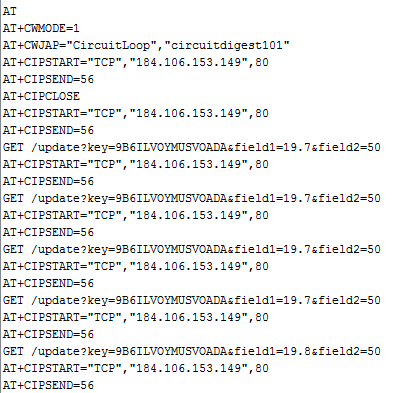 AT
AT+CWMODE=1
AT+CWJAP="CircuitLoop","circuitdigest101"
AT+CIPSTART="TCP","184.106.153.149",80
AT+CIPSEND=56
AT+CIPCLOSE
AT+CIPSTART="TCP","184.106.153.149",80
AT+CIPSEND=56
GET /update?key=9B6ILVOYMUSVOADA&field1=19.7&field2=50
AT+CIPSTART="TCP","184.106.153.149",80
AT+CIPSEND=56
GET /update?key=9B6ILVOYMUSVOADA&field1=19.7&field2=50
AT+CIPSTART="TCP","184.106.153.149",80
AT+CIPSEND=56
GET /update?key=9B6ILVOYMUSVOADA&field1=19.7&field2=50
AT+CIPSTART="TCP","184.106.153.149",80
AT+CIPSEND=56
GET /update?key=9B6ILVOYMUSVOADA&field1=19.7&field2=50
AT+CIPSTART="TCP","184.106.153.149",80
AT+CIPSEND=56
GET /update?key=9B6ILVOYMUSVOADA&field1=19.8&field2=50
AT+CIPSTART="TCP","184.106.153.149",80
AT+CIPSEND=56